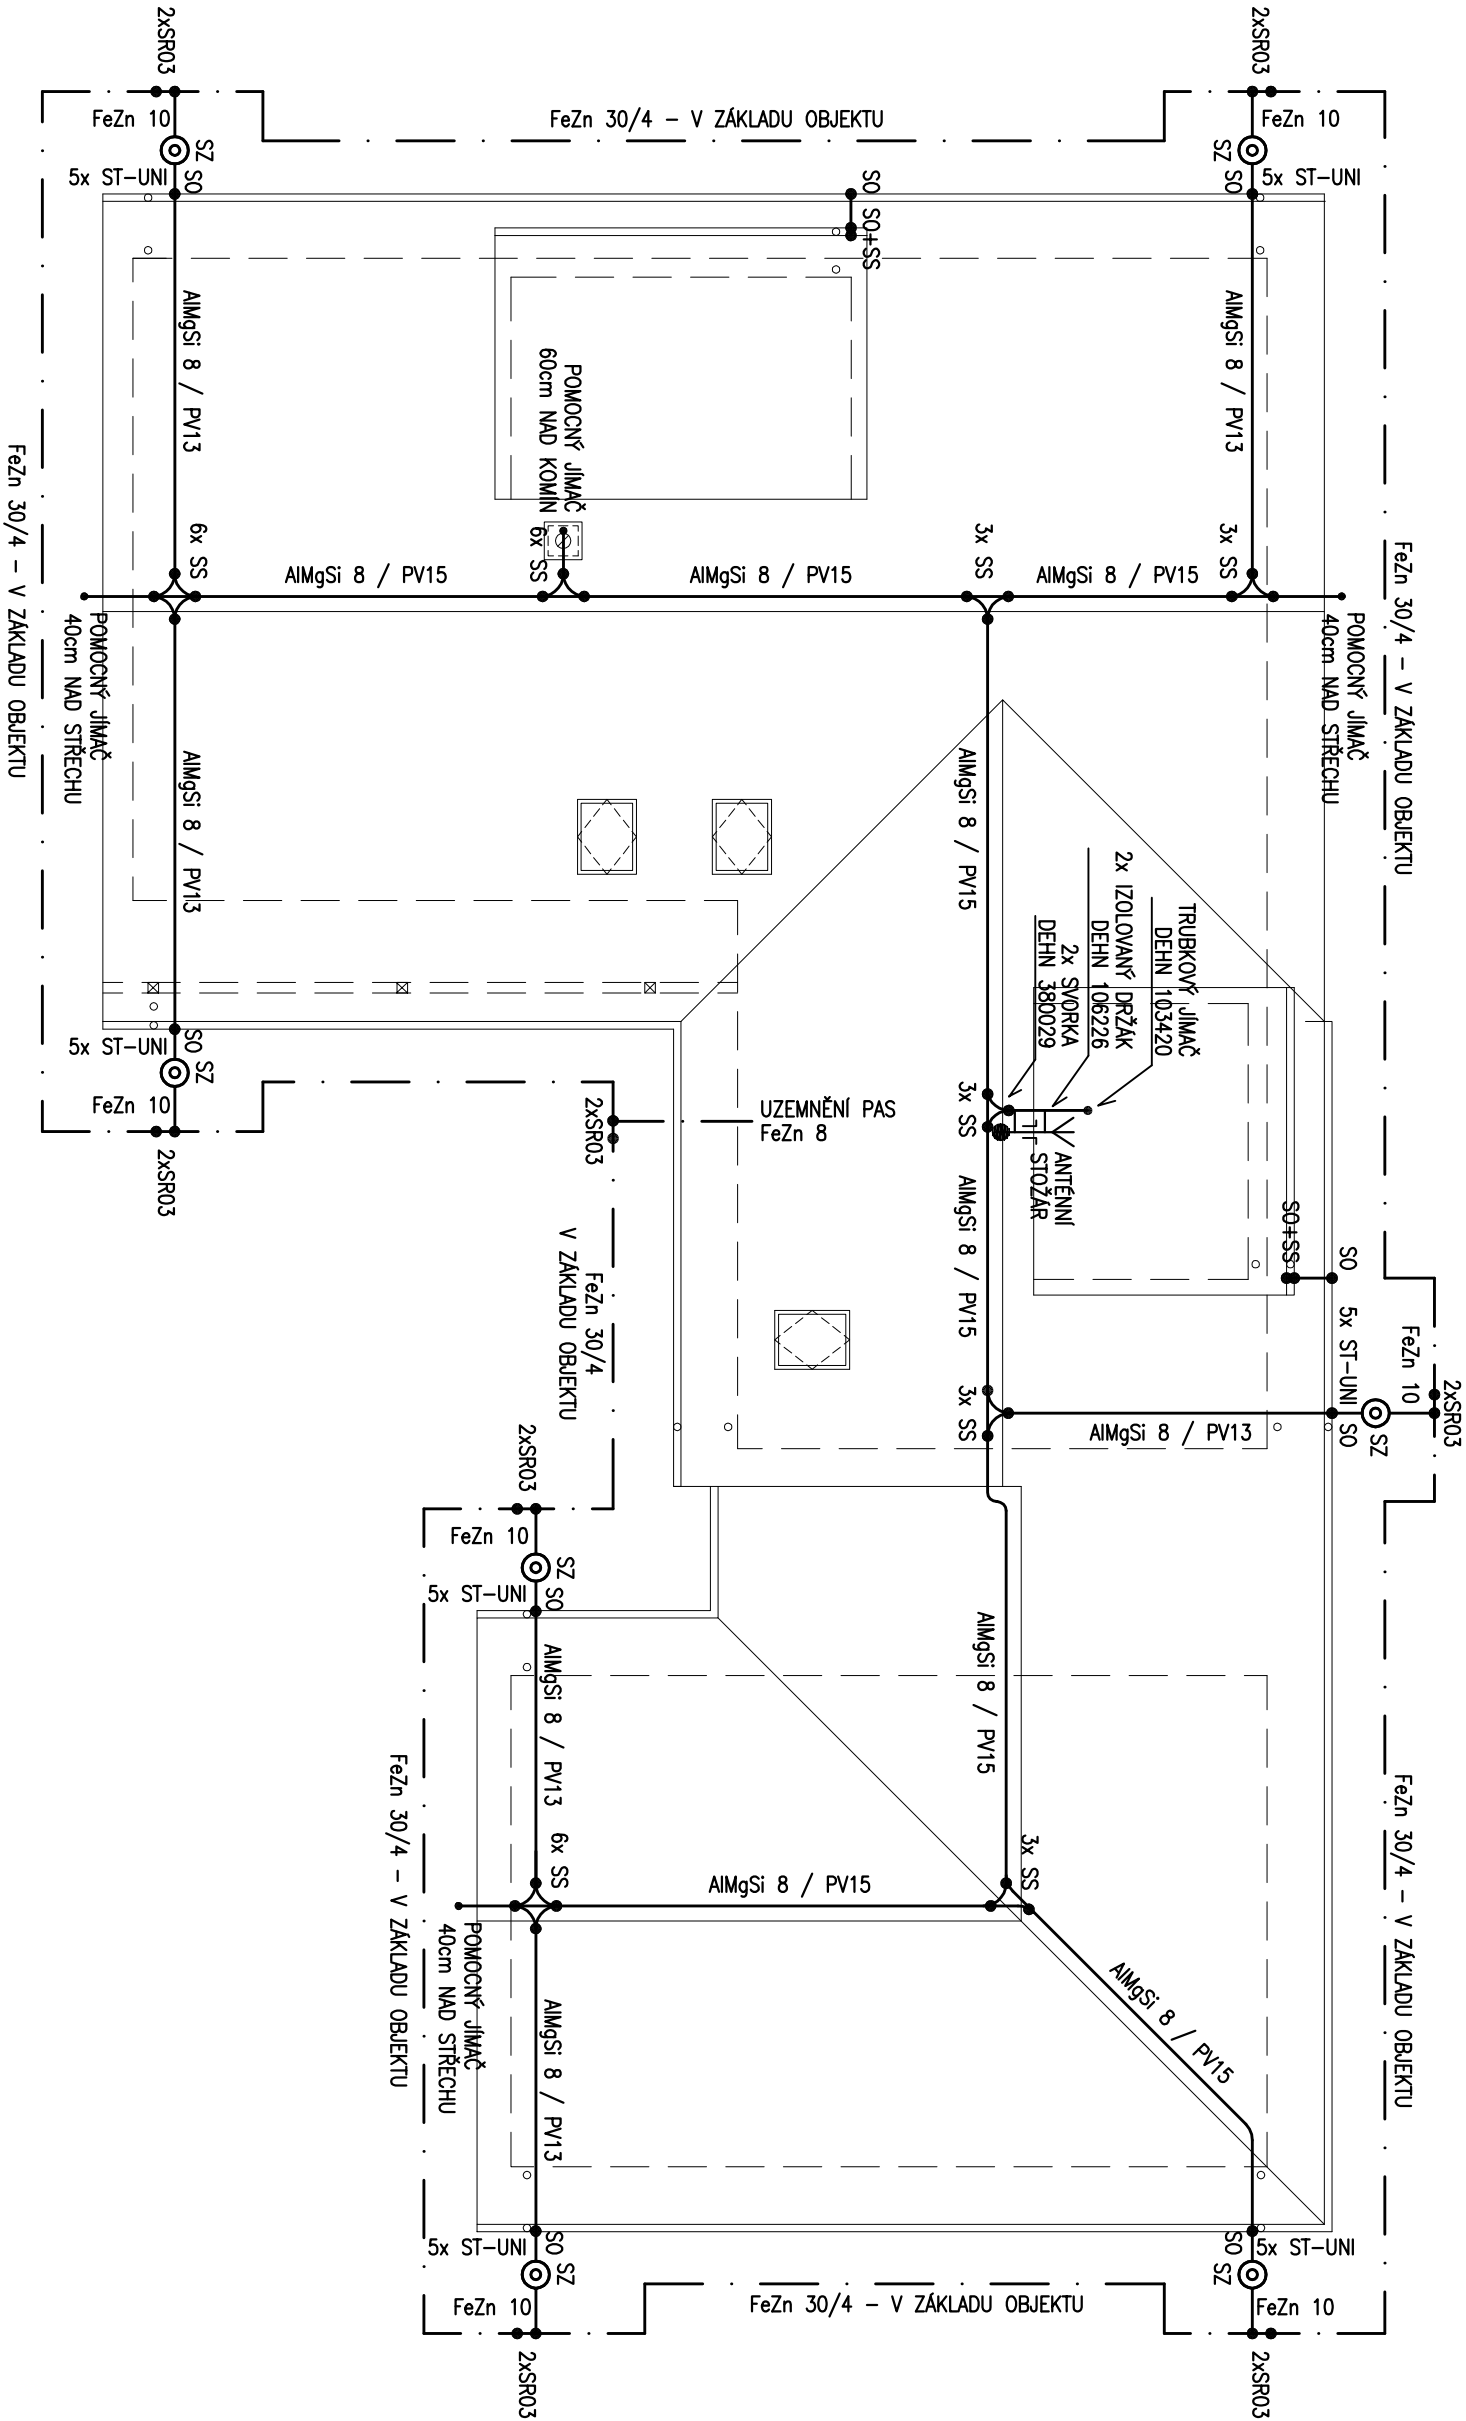 2xSR03
2xSR03
FeZn 10
FeZn 30/4 - V ZÁKLADU OBJEKTU
FeZn 10
SZ
SZ
5x ST-UNI
SO
SO
SO
5x ST-UNI
SO+SS
AlMgSi 8 / PV13
AlMgSi 8 / PV13
POMOCNÝ JÍMAČ
60cm NAD KOMÍN
FeZn 30/4 - V ZÁKLADU OBJEKTU
FeZn 30/4 - V ZÁKLADU OBJEKTU
6x SS
6x SS
3x SS
3x SS
AlMgSi 8 / PV15
AlMgSi 8 / PV15
AlMgSi 8 / PV15
POMOCNÝ JÍMAČ
40cm NAD STŘECHU
POMOCNÝ JÍMAČ
40cm NAD STŘECHU
AlMgSi 8 / PV13
AlMgSi 8 / PV15
TRUBKOVÝ JÍMAČ
DEHN 103420
2x IZOLOVANÝ DRŽÁK
DEHN 106226
2x SVORKA
DEHN 380029
5x ST-UNI
SO
SZ
FeZn 10
2xSR03
2xSR03
UZEMNĚNÍ PAS
FeZn 8
3x SS
ANTÉNNÍ
STOŽÁR
AlMgSi 8 / PV15
SO+SS
SO
5x ST-UNI
FeZn 10
2xSR03
SO
SZ
FeZn 30/4
V ZÁKLADU OBJEKTU
3x SS
AlMgSi 8 / PV13
2xSR03
FeZn 10
SZ
5x ST-UNI
SO
AlMgSi 8 / PV13
AlMgSi 8 / PV15
FeZn 30/4 - V ZÁKLADU OBJEKTU
FeZn 30/4 - V ZÁKLADU OBJEKTU
6x SS
3x SS
AlMgSi 8 / PV15
POMOCNÝ JÍMAČ
40cm NAD STŘECHU
AlMgSi 8 / PV13
AlMgSi 8 / PV15
5x ST-UNI
SO
SZ
SO
SZ
5x ST-UNI
FeZn 10
FeZn 30/4 - V ZÁKLADU OBJEKTU
FeZn 10
2xSR03
2xSR03